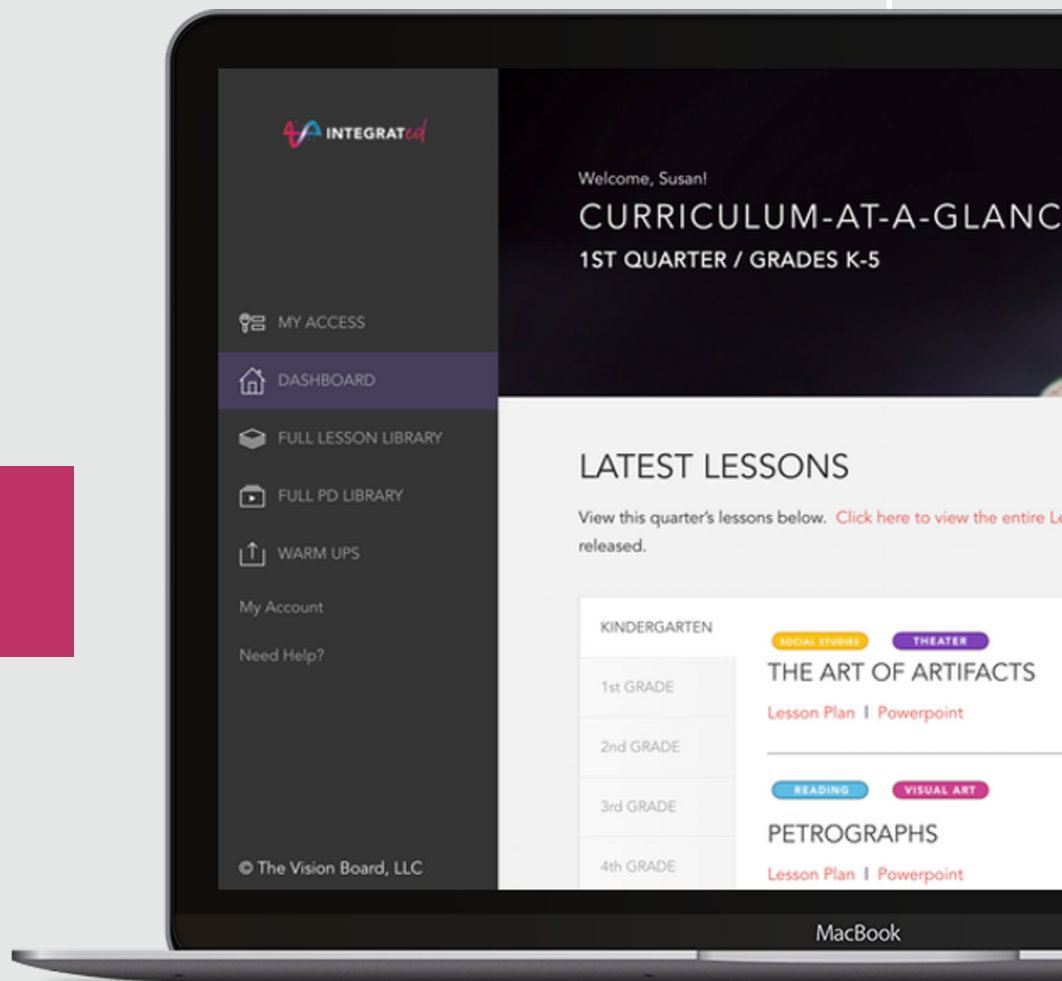 INTEGRATed
MY ACCESS
DASHBOARD
FULL LESSON LIBRARY
FULL PD LIBRARY
WARM UPS
My Account
Need Help?
© The Vision Board, LLC
Welcome, Susan!
CURRICULUM-AT-A-GLANC
1ST QUARTER / GRADES K-5
LATEST LESSONS
View this quarter's lessons below. Click here to view the entire Le
released.
KINDERGARTEN
1st GRADE
2nd GRADE
3rd GRADE
4th GRADE
SOCIAL STUDIES THEATER
THE ART OF ARTIFACTS
Lesson Plan | Powerpoint
READING VISUAL ART
PETROGRAPHS
Lesson Plan | Powerpoint
MacBook